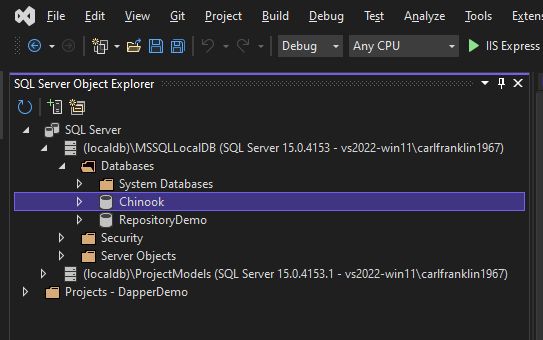 File Edit View Git Project Build Debug Test Analyze Tools Extens
Debug Any CPU IIS Express
SQL Server Object Explorer
SQL Server
(localdb)\MSSQLLocalDB (SQL Server 15.0.4153 - vs2022-win11\carlfranklin1967)
Databases
System Databases
Chinook
RepositoryDemo
Security
Server Objects
(localdb)\ProjectModels (SQL Server 15.0.4153.1 - vs2022-win11\carlfranklin1967)
Projects - DapperDemo